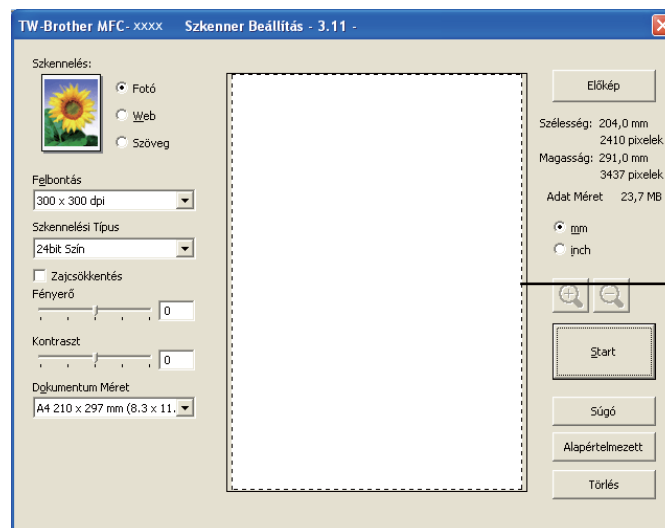 TW-Brother MFC- xxxx Szkenner Beállítás - 3.11 -
Szkennelés:
Fotó
Web
Szöveg
Felbontás
300 x 300 dpi
Szkennelési Típus
24bit Szín
Zajcsökkentés
Fényerő
0
Kontraszt
0
Dokumentum Méret
A4 210 x 297 mm (8.3 x 11.
Előkép
Szélesség: 204,0 mm
2410 pixelek
Magasság: 291,0 mm
3437 pixelek
Adat Méret 23,7 MB
mm
inch
Start
Súgó
Alapértelmezett
Törlés